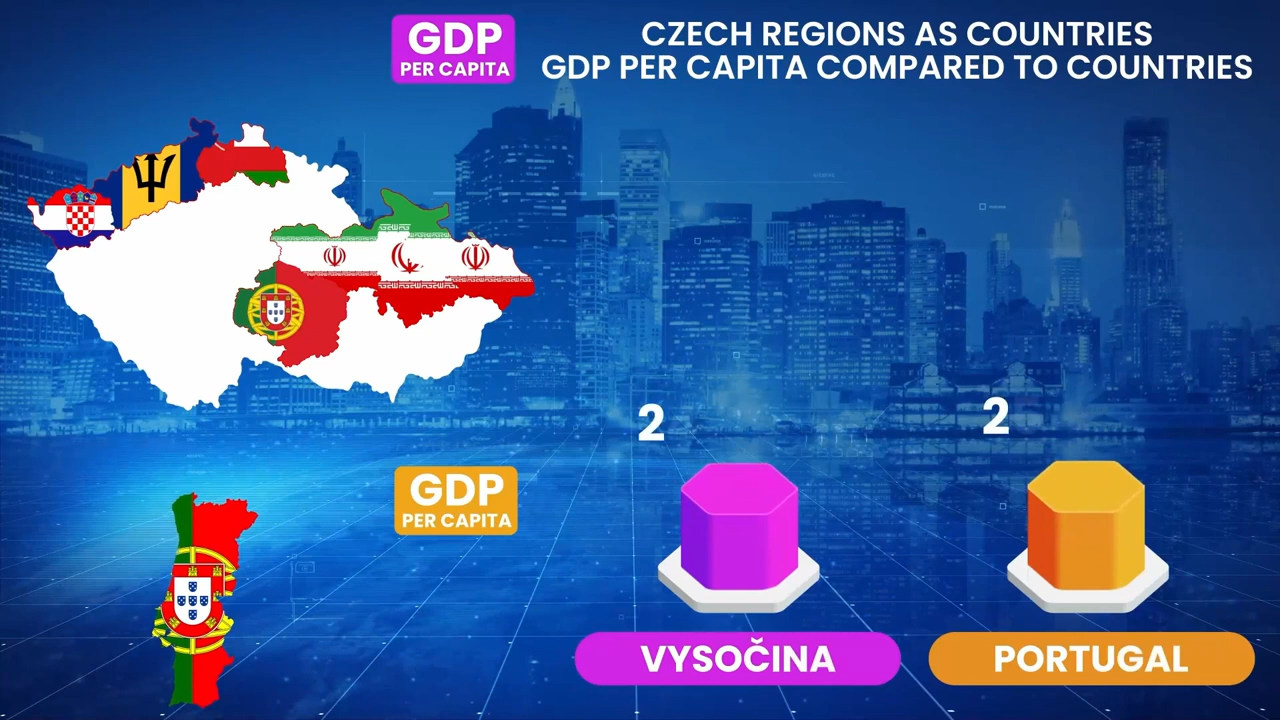 GDP
PER CAPITA
CZECH REGIONS AS COUNTRIES
GDP PER CAPITA COMPARED TO COUNTRIES
2
2
GDP
PER CAPITA
VYSOČINA
PORTUGAL